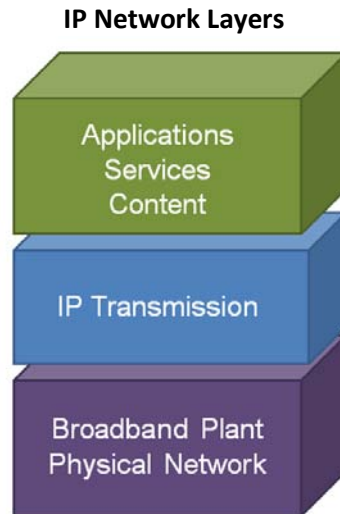 IP Network Layers
Applications
Services
Content
IP Transmission
Broadband Plant
Physical Network